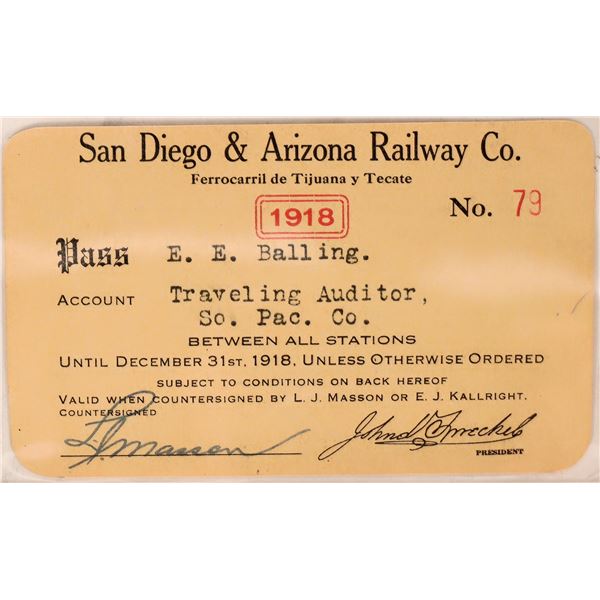 San Diego & Arizona Railway Co.
Ferrocarril de Tijuana y Tecate
1918
No. 79
Pass E. E. Balling.
Account Traveling Auditor,
So. Pac. Co.
BETWEEN ALL STATIONS
UNTIL DECEMBER 31ST, 1918, UNLESS OTHERWISE ORDERED
SUBJECT TO CONDITIONS ON BACK HEREOF
VALID WHEN COUNTERSIGNED BY L. J. MASSON OR E. J. KALLRIGHT.
COUNTERSIGNED
L J Masson
John D Spreckels
PRESIDENT